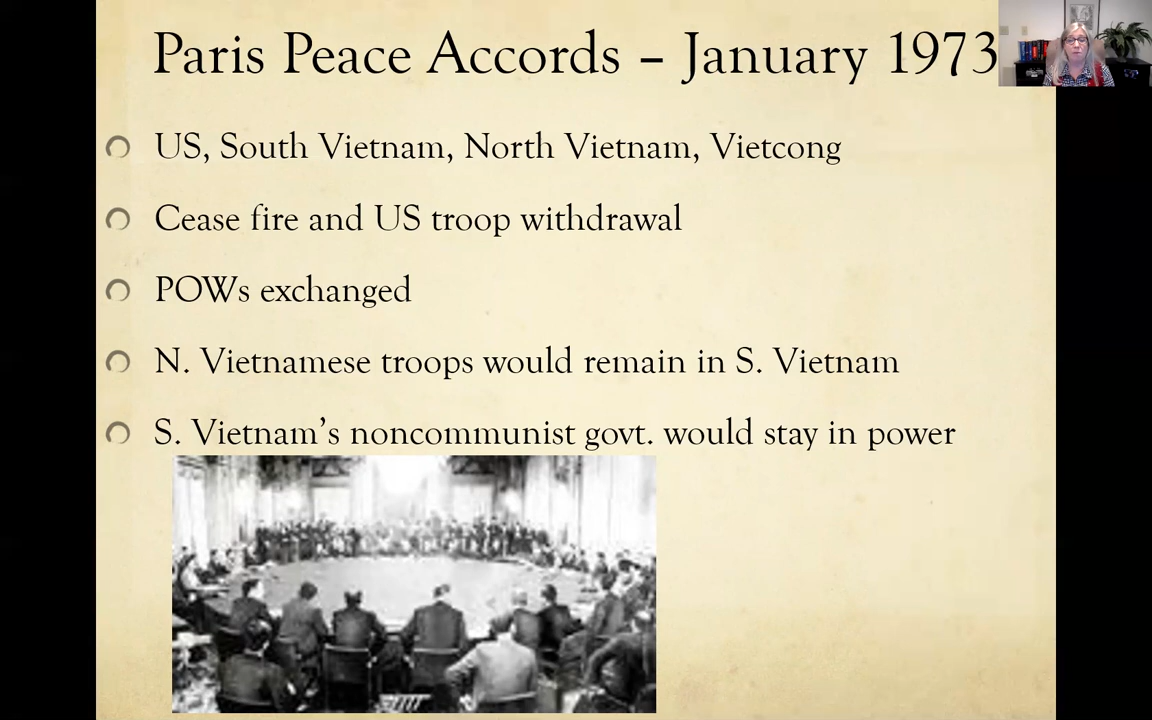 Paris Peace Accords – January 1973
US, South Vietnam, North Vietnam, Vietcong
Cease fire and US troop withdrawal
POWs exchanged
N. Vietnamese troops would remain in S. Vietnam
S. Vietnam’s noncommunist govt. would stay in power